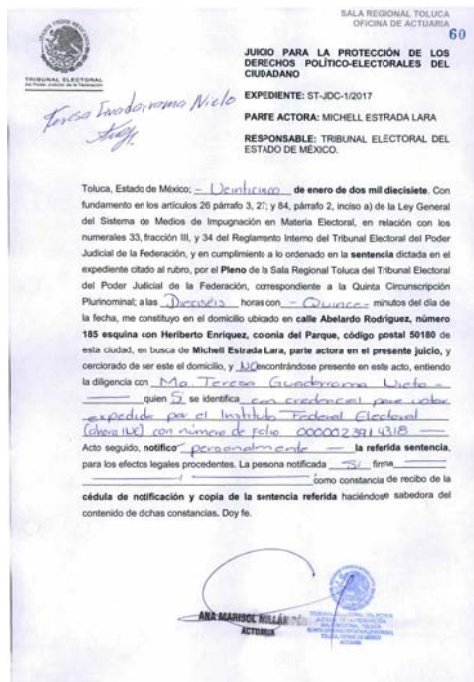 SALA REGIONAL TOLUCA
OFICINA DE ACTUARIA
60
TRIBUNAL ELECTORAL
del Poder Judicial de la Federación
JUICIO PARA LA PROTECCIÓN DE LOS
DERECHOS POLÍTICO-ELECTORALES DEL
CIUDADANO
EXPEDIENTE: ST-JDC-1/2017
PARTE ACTORA: MICHELL ESTRADA LARA
RESPONSABLE: TRIBUNAL ELECTORAL DEL
ESTADO DE MÉXICO.
Teresa Nieto
Toluca, Estado de México; – Veinticinco de enero de dos mil diecisiete. Con
fundamento en los artículos 26 párrafo 3, 27; y 84, párrafo 2, inciso a) de la Ley General
del Sistema de Medios de Impugnación en Materia Electoral, en relación con los
numerales 33, fracción III, y 34 del Reglamento Interno del Tribunal Electoral del Poder
Judicial de la Federación, y en cumplimiento a lo ordenado en la sentencia dictada en el
expediente citado al rubro, por el Pleno de la Sala Regional Toluca del Tribunal Electoral
del Poder Judicial de la Federación, correspondiente a la Quinta Circunscripción
Plurinominal; a las Dieciséis horas con – Quince – minutos del día de
la fecha, me constituyo en el domicilio ubicado en calle Abelardo Rodríguez, número
185 esquina con Heriberto Enríquez, coonia del Parque, código postal 50180 de
esta ciudad, en busca de Michell Estrada Lara, parte actora en el presente juicio, y
cerciorado de ser este el domicilio, y NO encontrándose presente en este acto, entiendo
la diligencia con Ma. Teresa Guadarrama Nieto –
quien Sí se identifica con credencial para votar
expedida por el Instituto Federal Electoral
(ahora INE) con número de folio 0000023914318
Acto seguido, notifico personalmente — la referida sentencia,
para los efectos legales procedentes. La pesona notificada Sí firma
como constancia de recibo de la
cédula de notificación y copia de la sentencia referida haciéndose sabedora del
contenido de dchas constancias. Doy fe.
ANA MARISOL MILLÁN
ACTUARIA